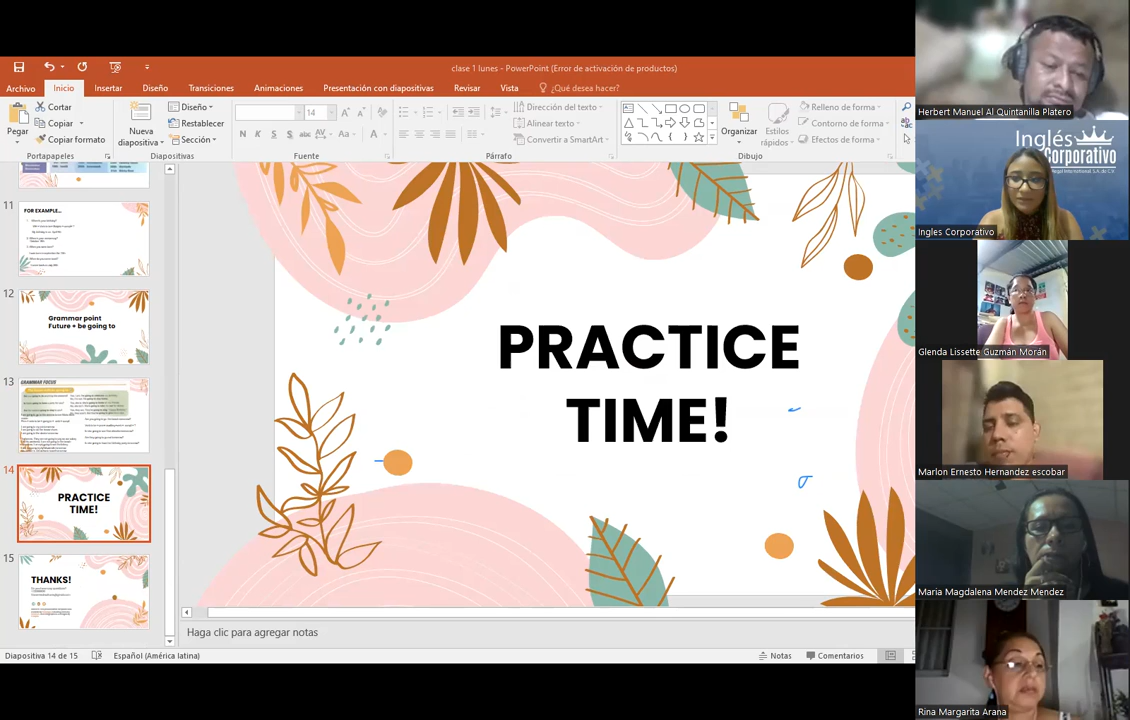 clase 1 lunes - PowerPoint (Error de activación de productos)
Archivo Inicio Insertar Diseño Transiciones Animaciones Presentación con diapositivas Revisar Vista ¿Qué desea hacer?
Pegar
Cortar
Copiar
Copiar formato
Portapapeles
Nueva diapositiva
Diseño
Restablecer
Sección
Diapositivas
14
N K S S abc AV Aa A
Fuente
Dirección del texto
Alinear texto
Convertir a SmartArt
Párrafo
Organizar
Estilos rápidos
Relleno de forma
Contorno de forma
Efectos de forma
Dibujo
11
FOR EXAMPLE...
12
Grammar point
Future + be going to
13
GRAMMAR FOCUS
14
PRACTICE
TIME!
15
THANKS!
PRACTICE
TIME!
Haga clic para agregar notas
Diapositiva 14 de 15 Español (América latina) Notas Comentarios
Herbert Manuel Al Quintanilla Platero
Inglés
Corporativo
Ingles Corporativo
Glenda Lissette Guzmán Morán
Marlon Ernesto Hernandez escobar
Maria Magdalena Mendez Mendez
Rina Margarita Arana